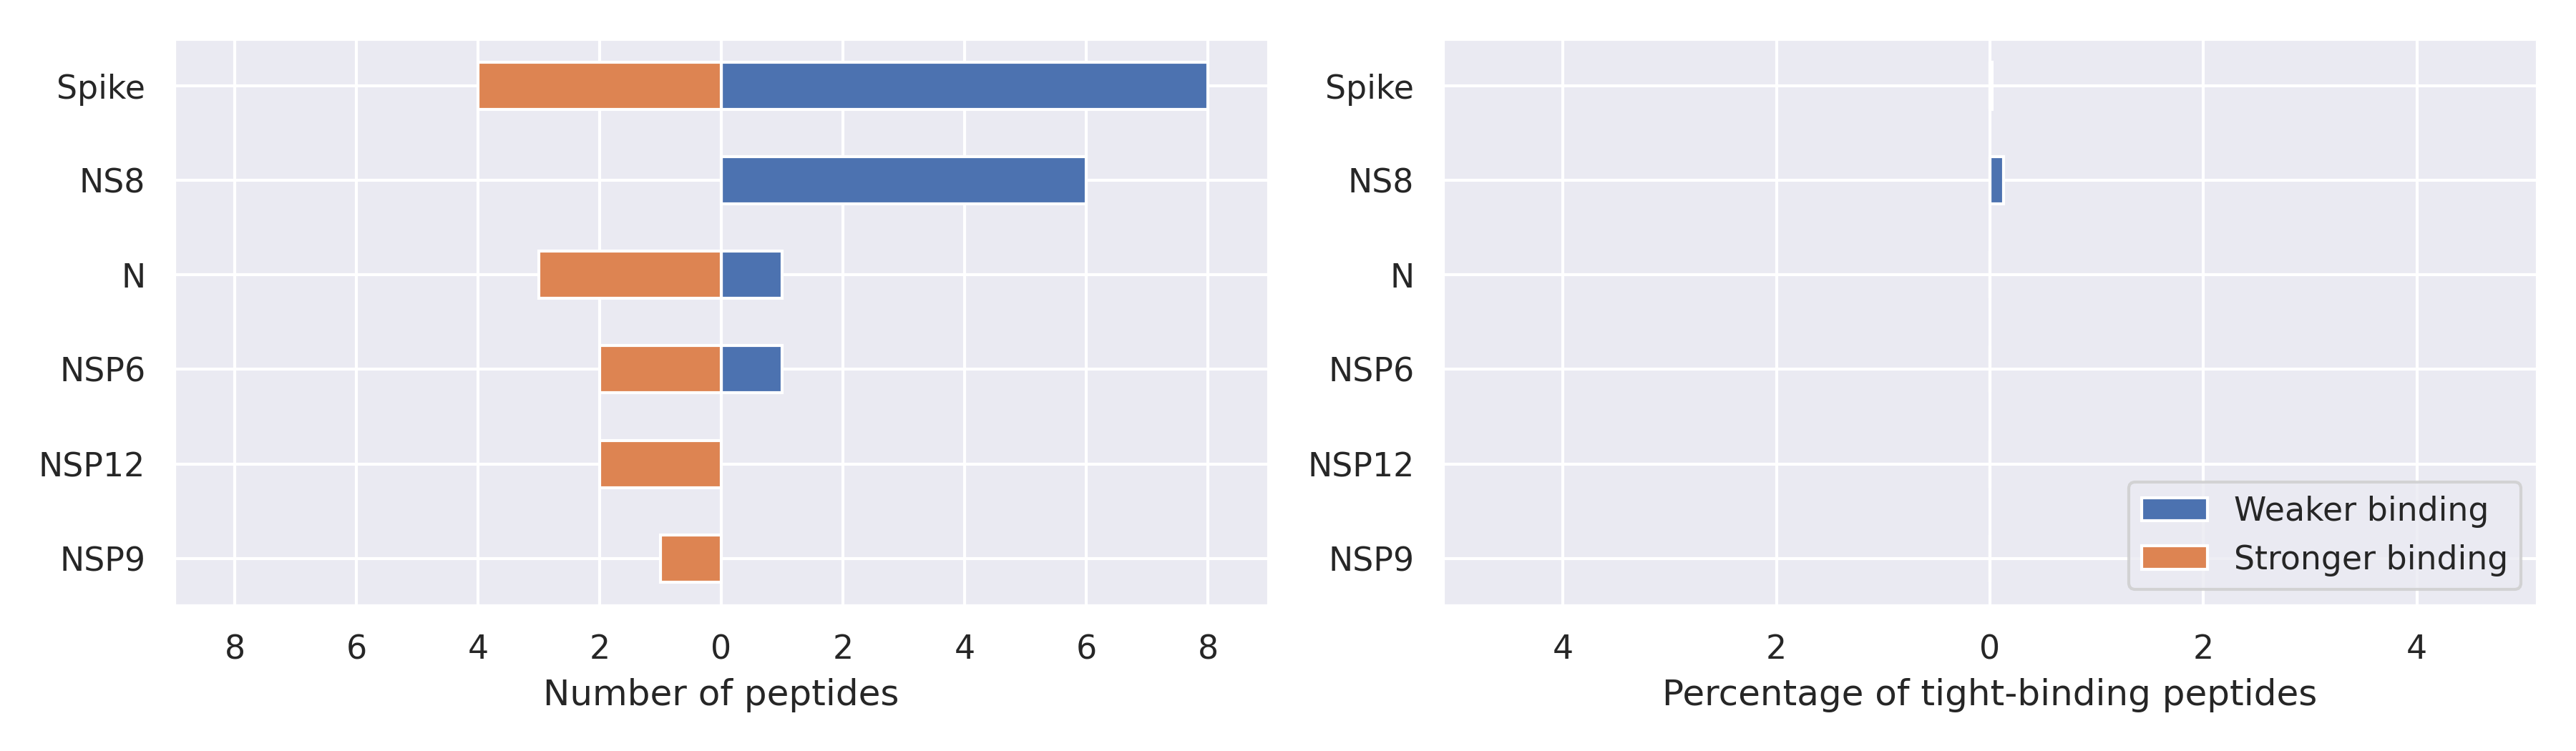 Spike
NS8
N
NSP6
NSP12
NSP9
8 6 4 2 0 2 4 6 8
Number of peptides
Spike
NS8
N
NSP6
NSP12
NSP9
4 2 0 2 4
Percentage of tight-binding peptides
Weaker binding
Stronger binding